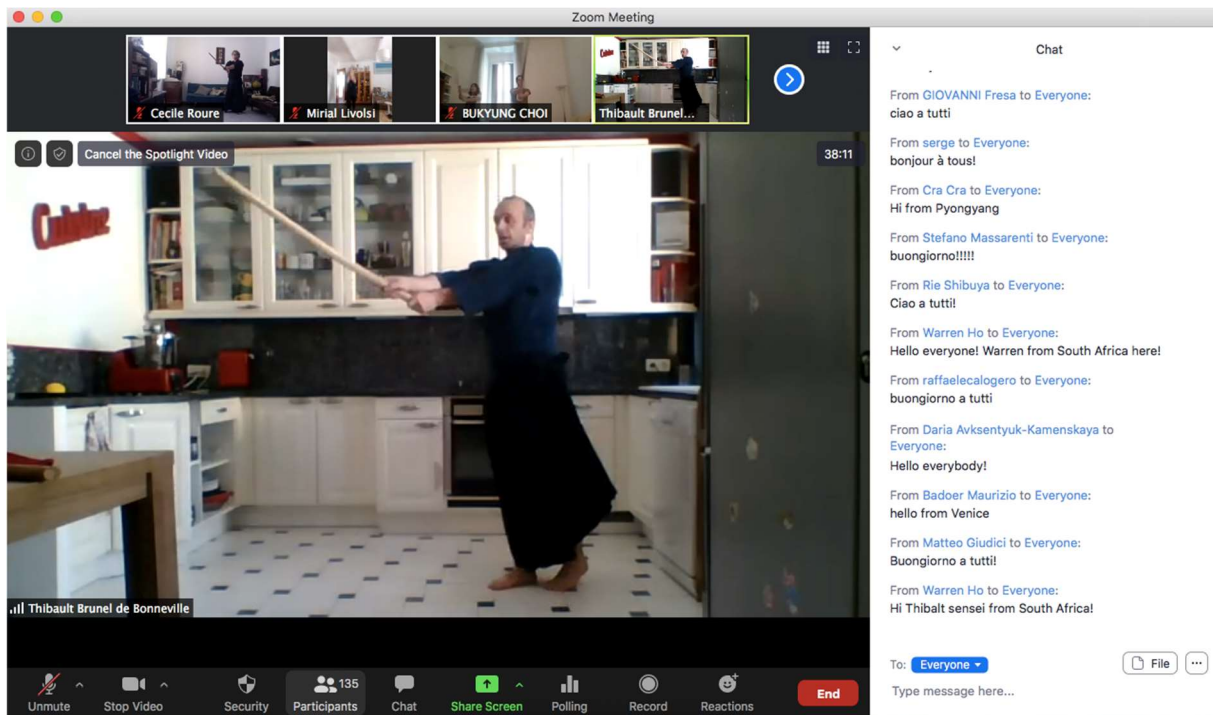 Zoom Meeting
Cecile Roure
Mirial Livolsi
BUKYUNG CHOI
Thibault Brunel...
Cancel the Spotlight Video
38:11
Cuisine
Thibault Brunel de Bonneville
Unmute
Stop Video
Security
135
Participants
Chat
Share Screen
Polling
Record
Reactions
End
Chat
From GIOVANNI Fresa to Everyone:
ciao a tutti
From serge to Everyone:
bonjour à tous!
From Cra Cra to Everyone:
Hi from Pyongyang
From Stefano Massarenti to Everyone:
buongiorno!!!!!
From Rie Shibuya to Everyone:
Ciao a tutti!
From Warren Ho to Everyone:
Hello everyone! Warren from South Africa here!
From raffaelecalogero to Everyone:
buongiorno a tutti
From Daria Avksentyuk-Kamenskaya to
Everyone:
Hello everybody!
From Badoer Maurizio to Everyone:
hello from Venice
From Matteo Giudici to Everyone:
Buongiorno a tutti!
From Warren Ho to Everyone:
Hi Thibalt sensei from South Africa!
To: Everyone
File
Type message here...